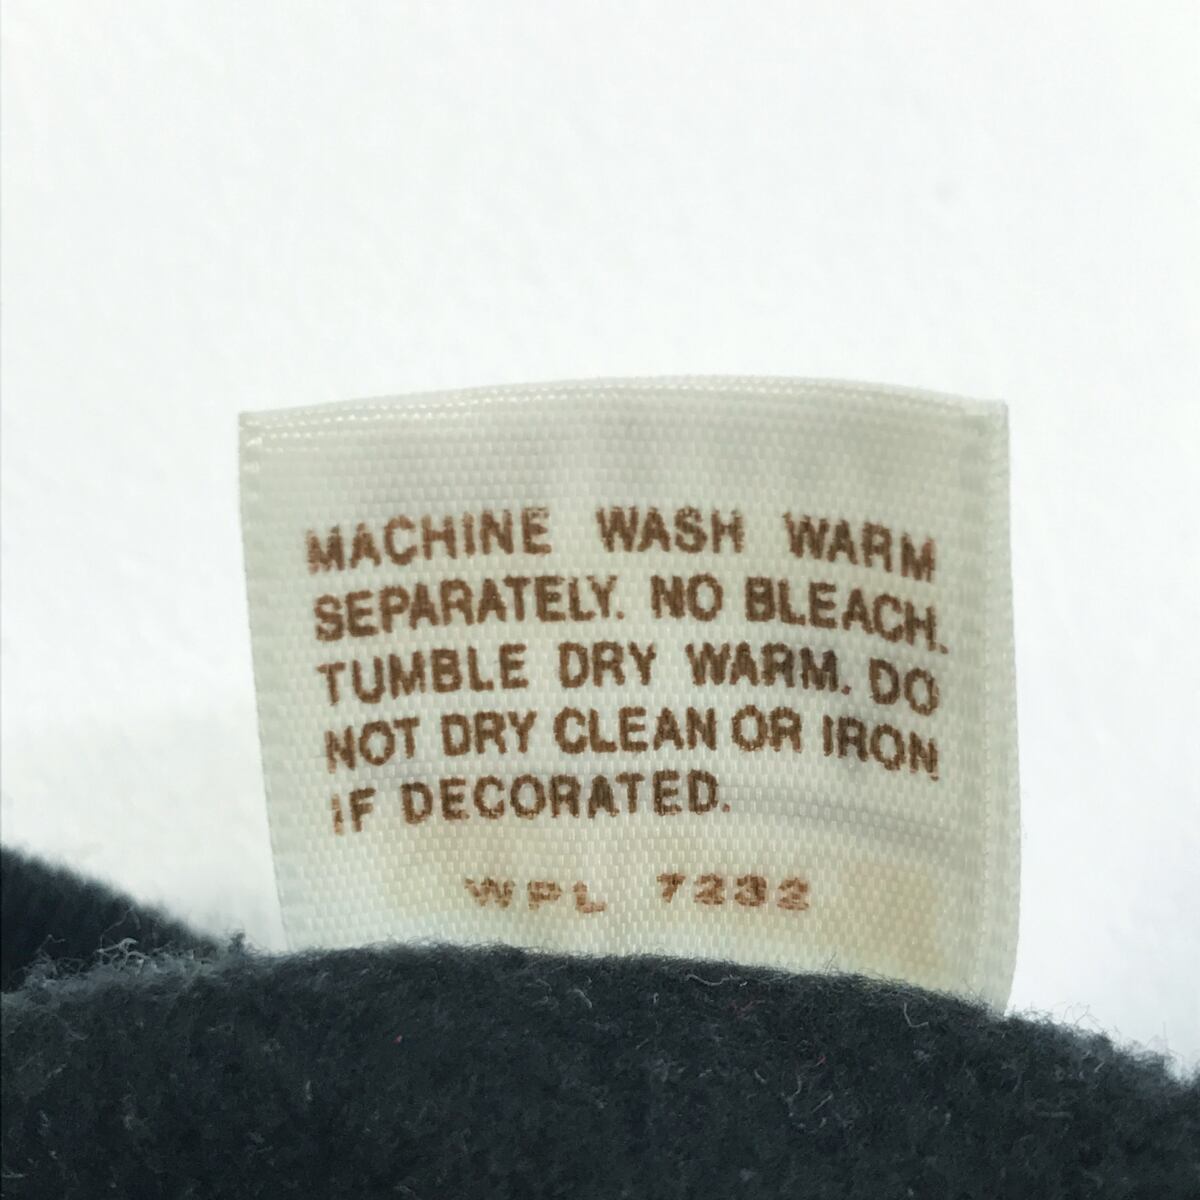 MACHINE WASH WARM
SEPARATELY. NO BLEACH.
TUMBLE DRY WARM. DO
NOT DRY CLEAN OR IRON
IF DECORATED.
WPL 7232